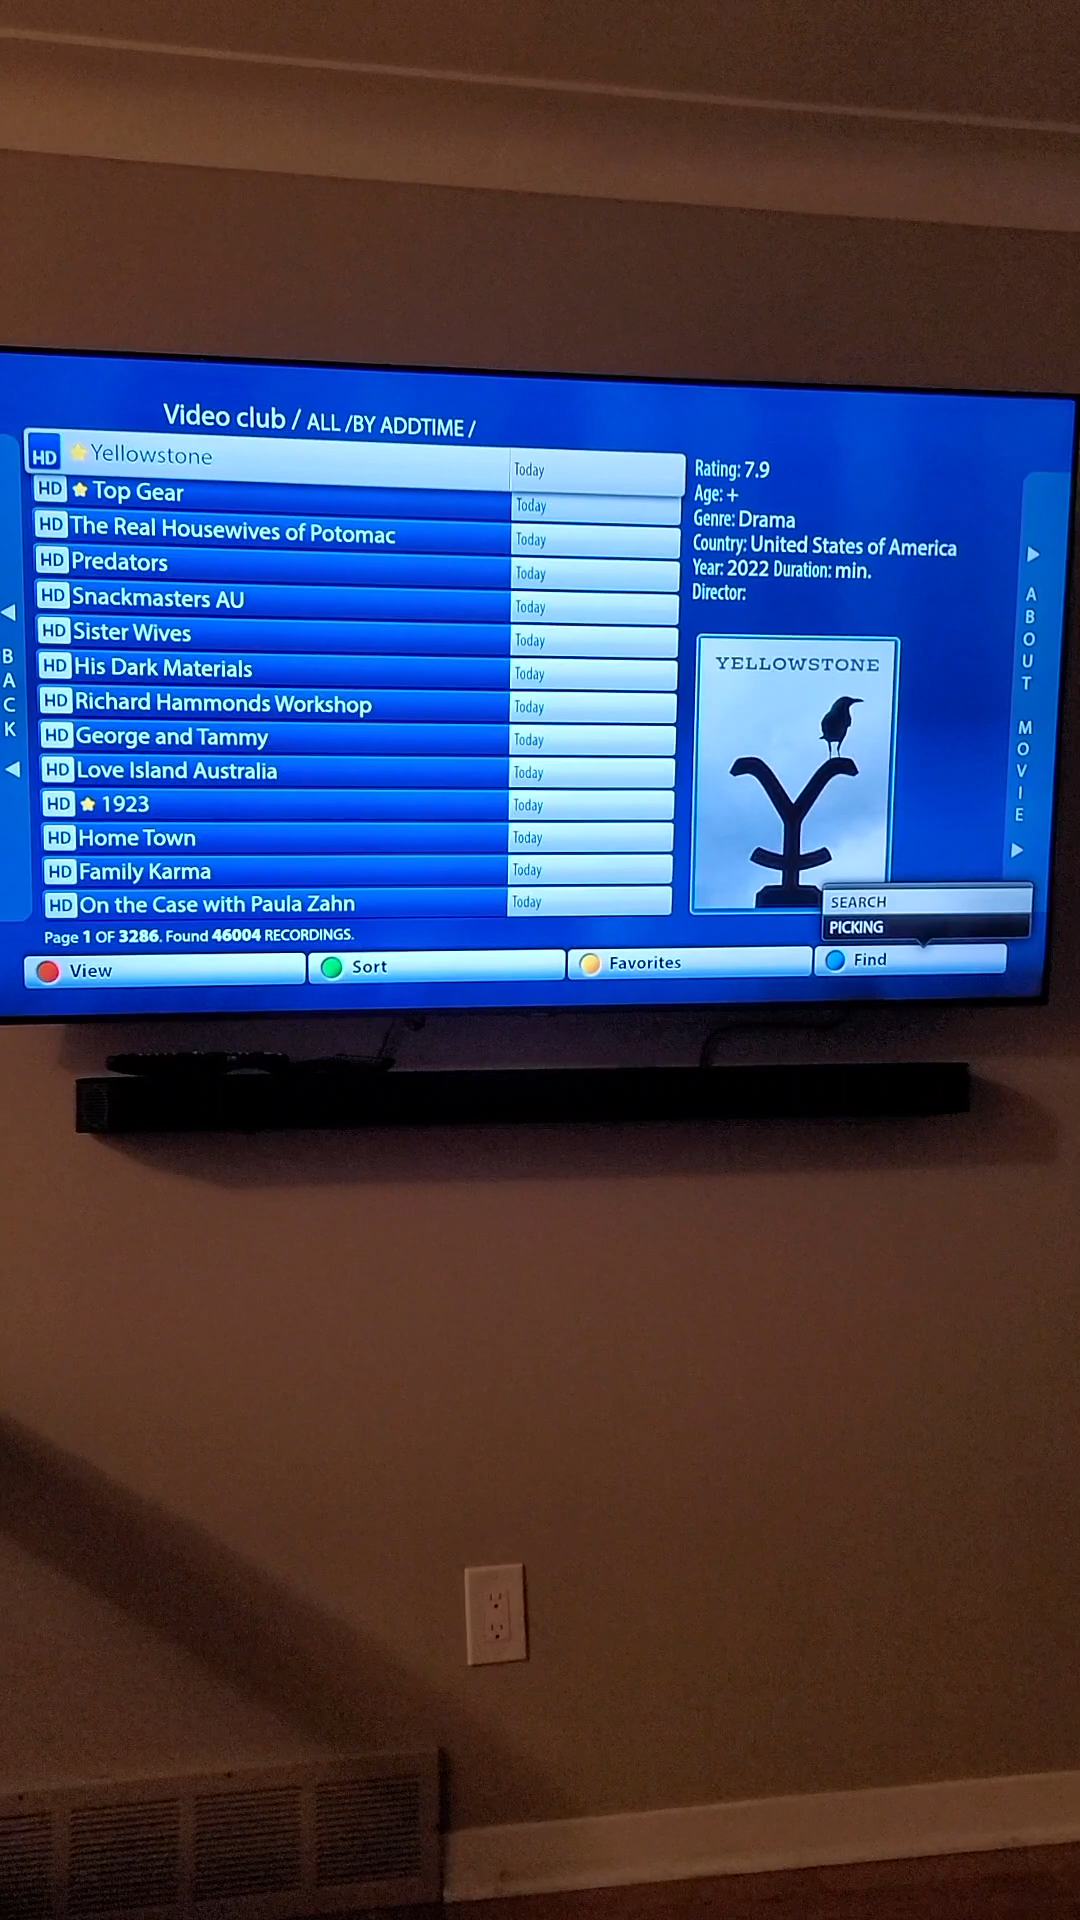 Video club / ALL /BY ADDTIME /
HD Yellowstone Today
HD Top Gear Today
HD The Real Housewives of Potomac Today
HD Predators Today
HD Snackmasters AU Today
HD Sister Wives Today
HD His Dark Materials Today
HD Richard Hammonds Workshop Today
HD George and Tammy Today
HD Love Island Australia Today
HD 1923 Today
HD Home Town Today
HD Family Karma Today
HD On the Case with Paula Zahn Today
Page 1 OF 3286. Found 46004 RECORDINGS.
Rating: 7.9
Age: +
Genre: Drama
Country: United States of America
Year: 2022 Duration: min.
Director:
YELLOWSTONE
Y
BACK
ABOUT MOVIE
SEARCH
PICKING
View Sort Favorites Find